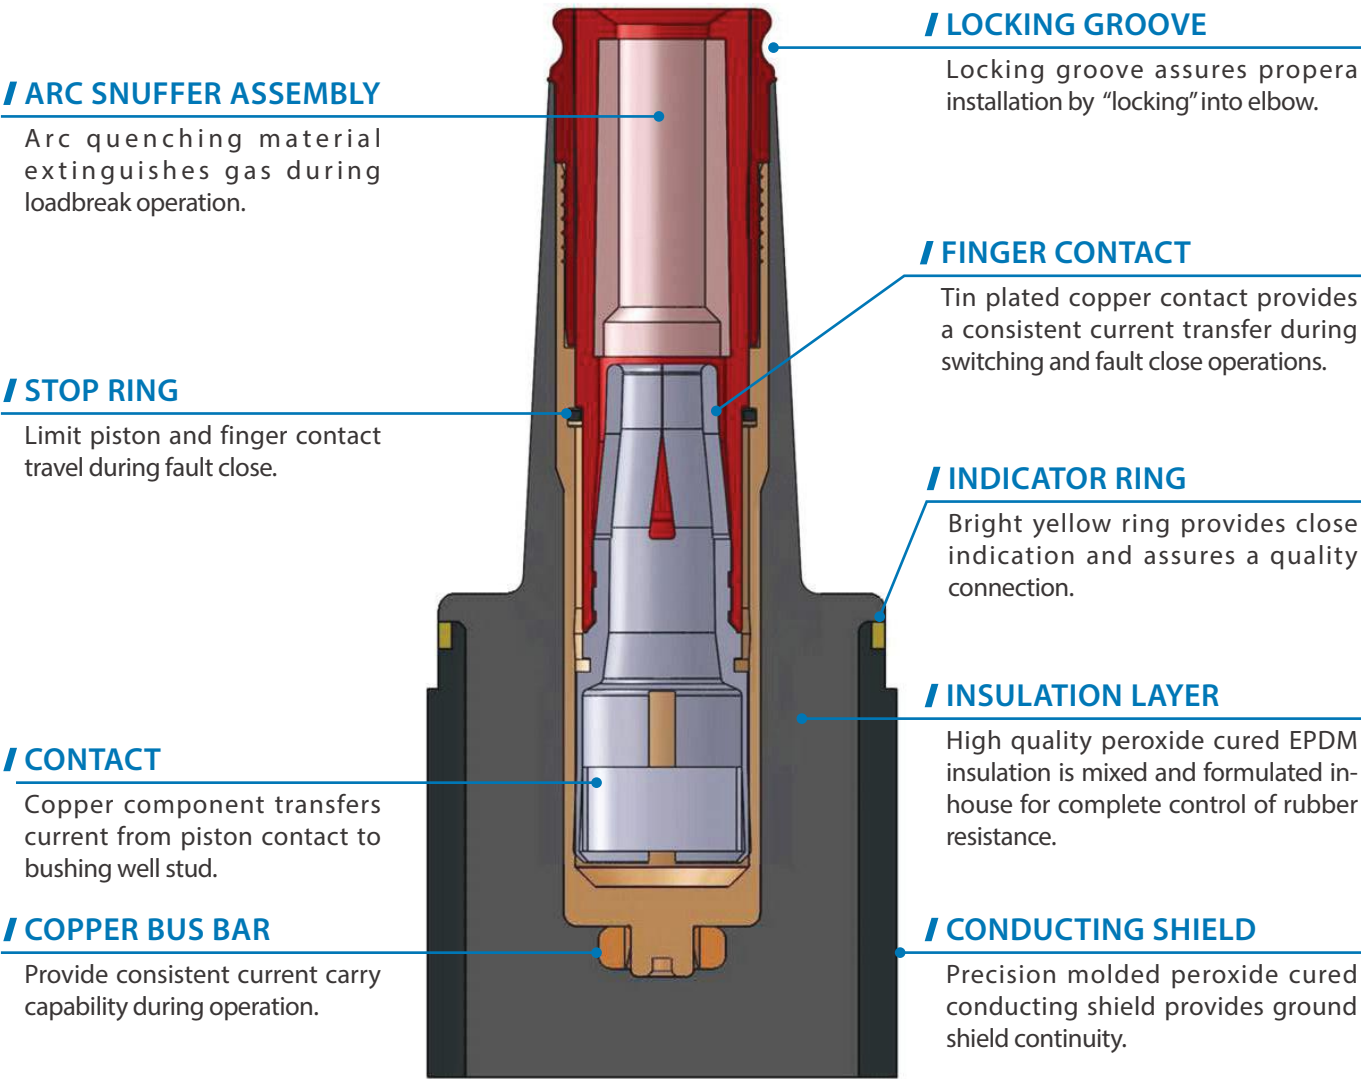 ARC SNUFFER ASSEMBLY
Arc quenching material
extinguishes gas during
loadbreak operation.
STOP RING
Limit piston and finger contact
travel during fault close.
CONTACT
Copper component transfers
current from piston contact to
bushing well stud.
COPPER BUS BAR
Provide consistent current carry
capability during operation.
LOCKING GROOVE
Locking groove assures propera
installation by “locking” into elbow.
FINGER CONTACT
Tin plated copper contact provides
a consistent current transfer during
switching and fault close operations.
INDICATOR RING
Bright yellow ring provides close
indication and assures a quality
connection.
INSULATION LAYER
High quality peroxide cured EPDM
insulation is mixed and formulated in-
house for complete control of rubber
resistance.
CONDUCTING SHIELD
Precision molded peroxide cured
conducting shield provides ground
shield continuity.